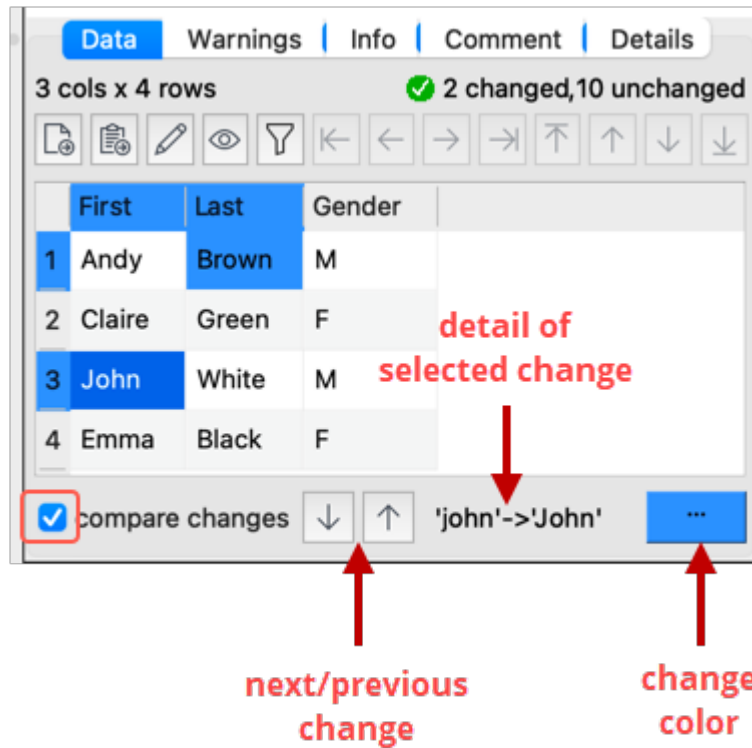 Data Warnings Info Comment Details
3 cols x 4 rows 2 changed,10 unchanged
First Last Gender
1 Andy Brown M
2 Claire Green F
3 John White M
4 Emma Black F
detail of
selected change
compare changes 'john'->'John' ...
next/previous
change
change
color